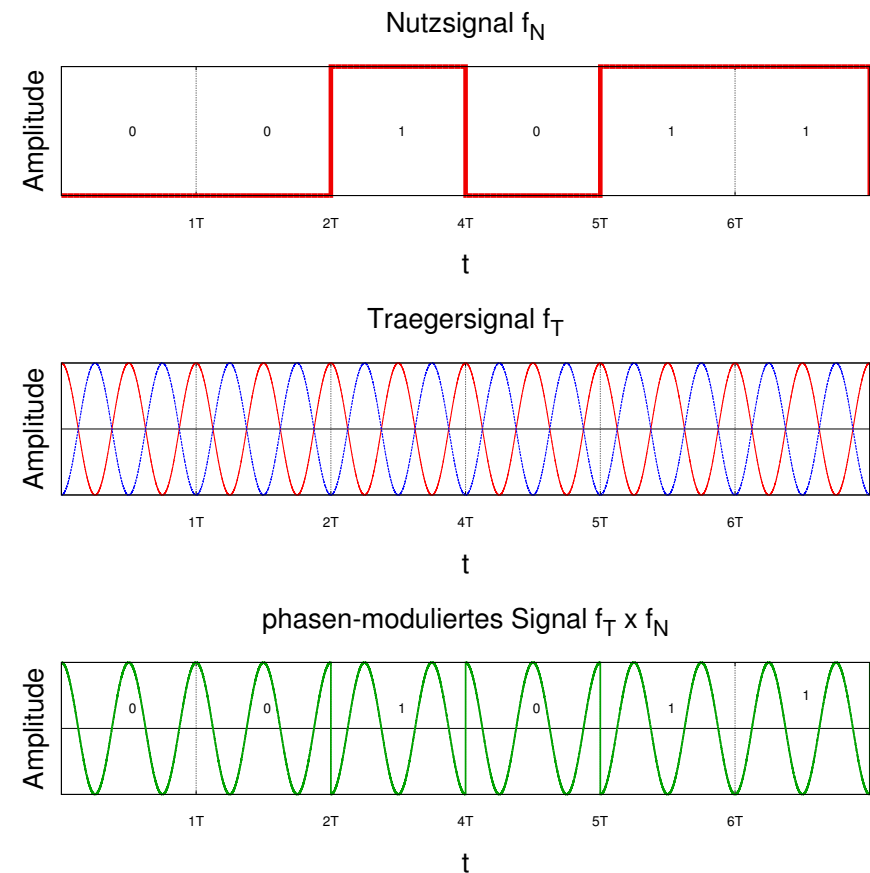 Nutzsignal f_N
Amplitude
0 0 1 0 1 1
1T 2T 4T 5T 6T
t
Traegersignal f_T
Amplitude
1T 2T 4T 5T 6T
t
phasen-moduliertes Signal f_T x f_N
Amplitude
0 0 1 0 1 1
1T 2T 4T 5T 6T
t